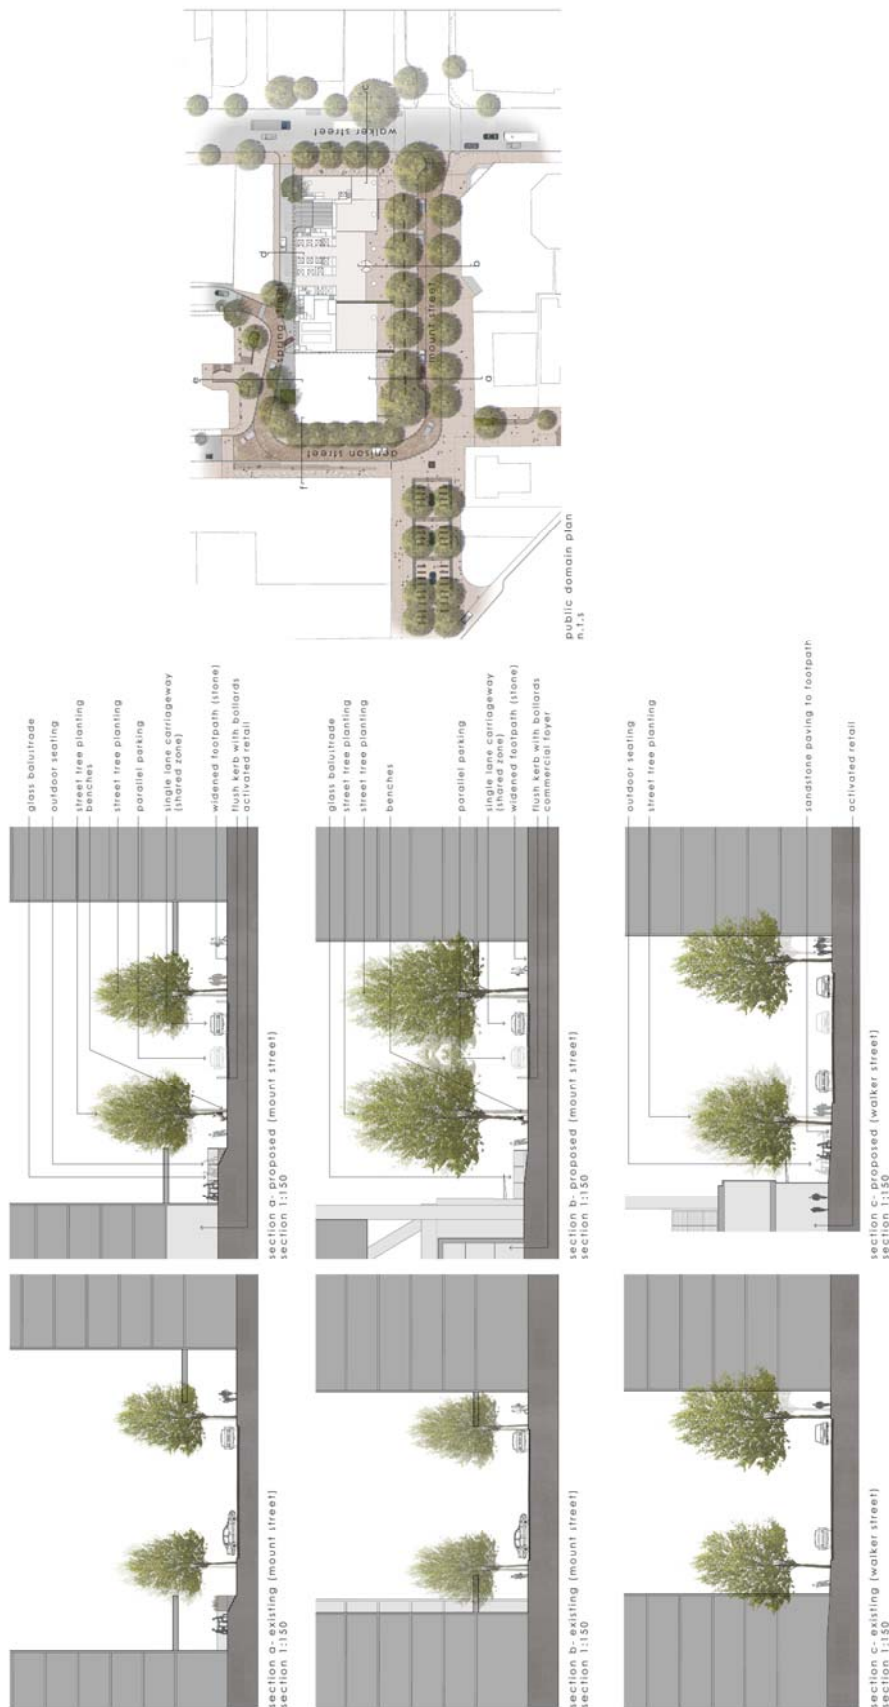 section a- existing (mount street)
section 1:150
section a- proposed (mount street)
section 1:150
glass balustrade
outdoor seating
street tree planting
benches
street tree planting
parallel parking
single lane carriageway
(shared zone)
widened footpath (stone)
flush kerb with bollards
activated retail
section b- existing (mount street)
section 1:150
section b- proposed (mount street)
section 1:150
glass balustrade
street tree planting
street tree planting
benches
parallel parking
single lane carriageway
(shared zone)
widened footpath (stone)
flush kerb with bollards
commercial foyer
section c- existing (walker street)
section 1:150
section c- proposed (walker street)
section 1:150
outdoor seating
street tree planting
sandstone paving to footpath
activated retail
walker street
mount street
denison street
spring
c
d
b
a
e
f
public domain plan
n.t.s